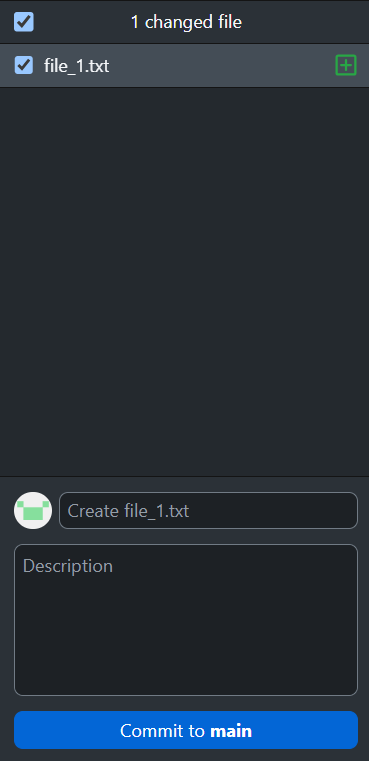 1 changed file
file_1.txt
Create file_1.txt
Description
Commit to main